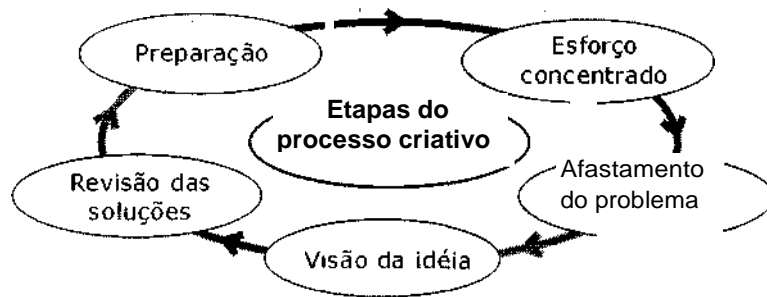 Preparação
Esforço
concentrado
Etapas do
processo criativo
Afastamento
do problema
Revisão das
soluções
Visão da idéia